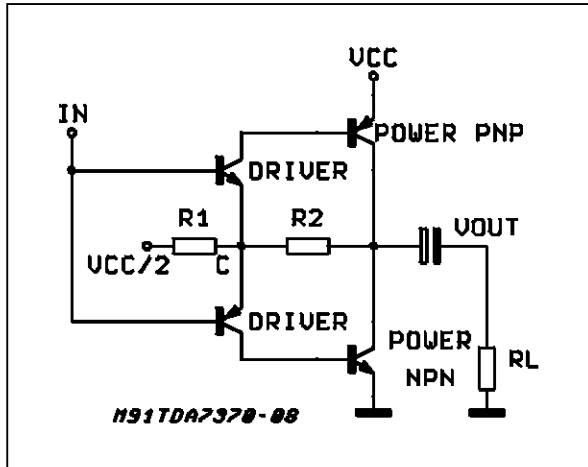 VCC
IN
POWER PNP
DRIVER
R1
R2
VOUT
VCC/2
C
DRIVER
POWER
NPN
RL
M91TDA7370-08